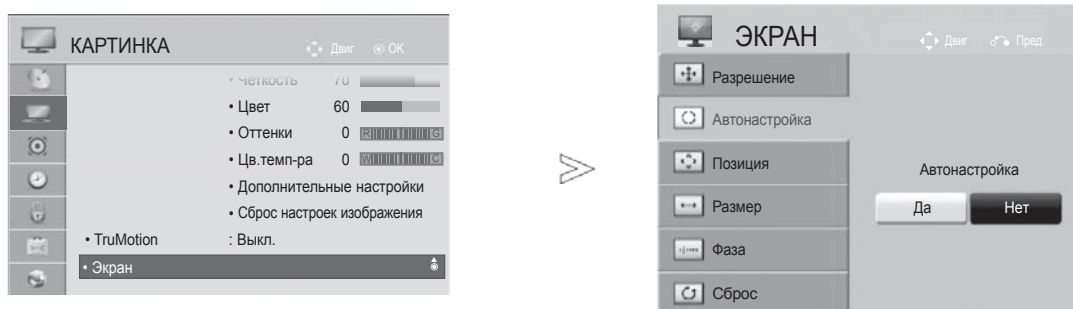 КАРТИНКА
Двиг OK
• Четкость 70
• Цвет 60
• Оттенки 0 R G
• Цв.темп-ра 0 W C
• Дополнительные настройки
• Сброс настроек изображения
• TruMotion : Выкл.
• Экран
ЭКРАН
Двиг Пред.
Разрешение
Автонастройка
Позиция
Размер
Фаза
Сброс
Автонастройка
Да Нет